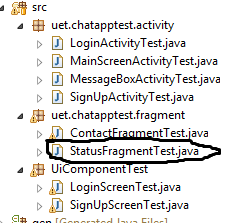 src
uet.chatapptest.activity
LoginActivityTest.java
MainScreenActivityTest.java
MessageBoxActivityTest.java
SignUpActivityTest.java
uet.chatapptest.fragment
ContactFragmentTest.java
StatusFragmentTest.java
UiComponentTest
LoginScreenTest.java
SignUpScreenTest.java
gen [Generated Java Files]